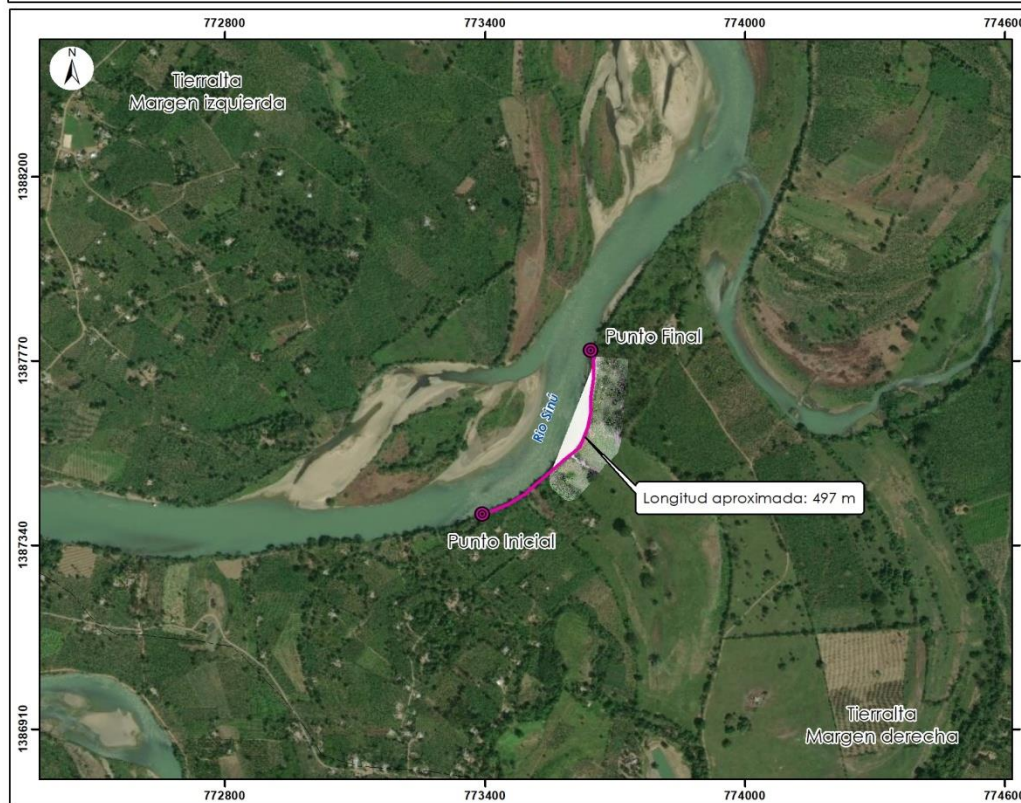 772800
773400
774000
774600
N
Tierralta
Margen izquierda
1388200
1387770
Punto Final
Río Sinú
Longitud aproximada: 497 m
1387340
Punto Inicial
1386910
Tierralta
Margen derecha
772800
773400
774000
774600